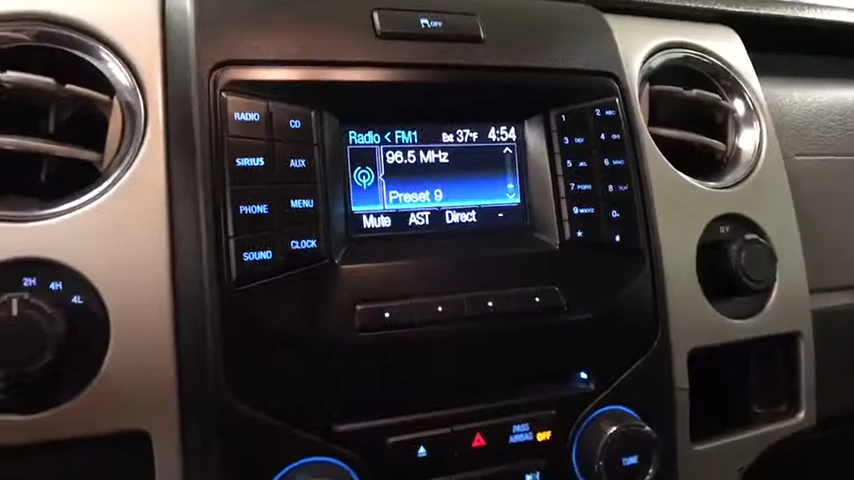 OFF
Radio < FM1 Ext 37°F 4:54
96.5 MHz
Preset 9
Mute AST Direct -
RADIO CD
SIRIUS AUX
PHONE MENU
SOUND CLOCK
1 2 ABC
3 DEF 4 GHI
5 JKL 6 MNO
7 PQRS 8 TUV
9 WXYZ 0
*
2H 4H 4L
PASS
AIRBAG OFF
TUNE